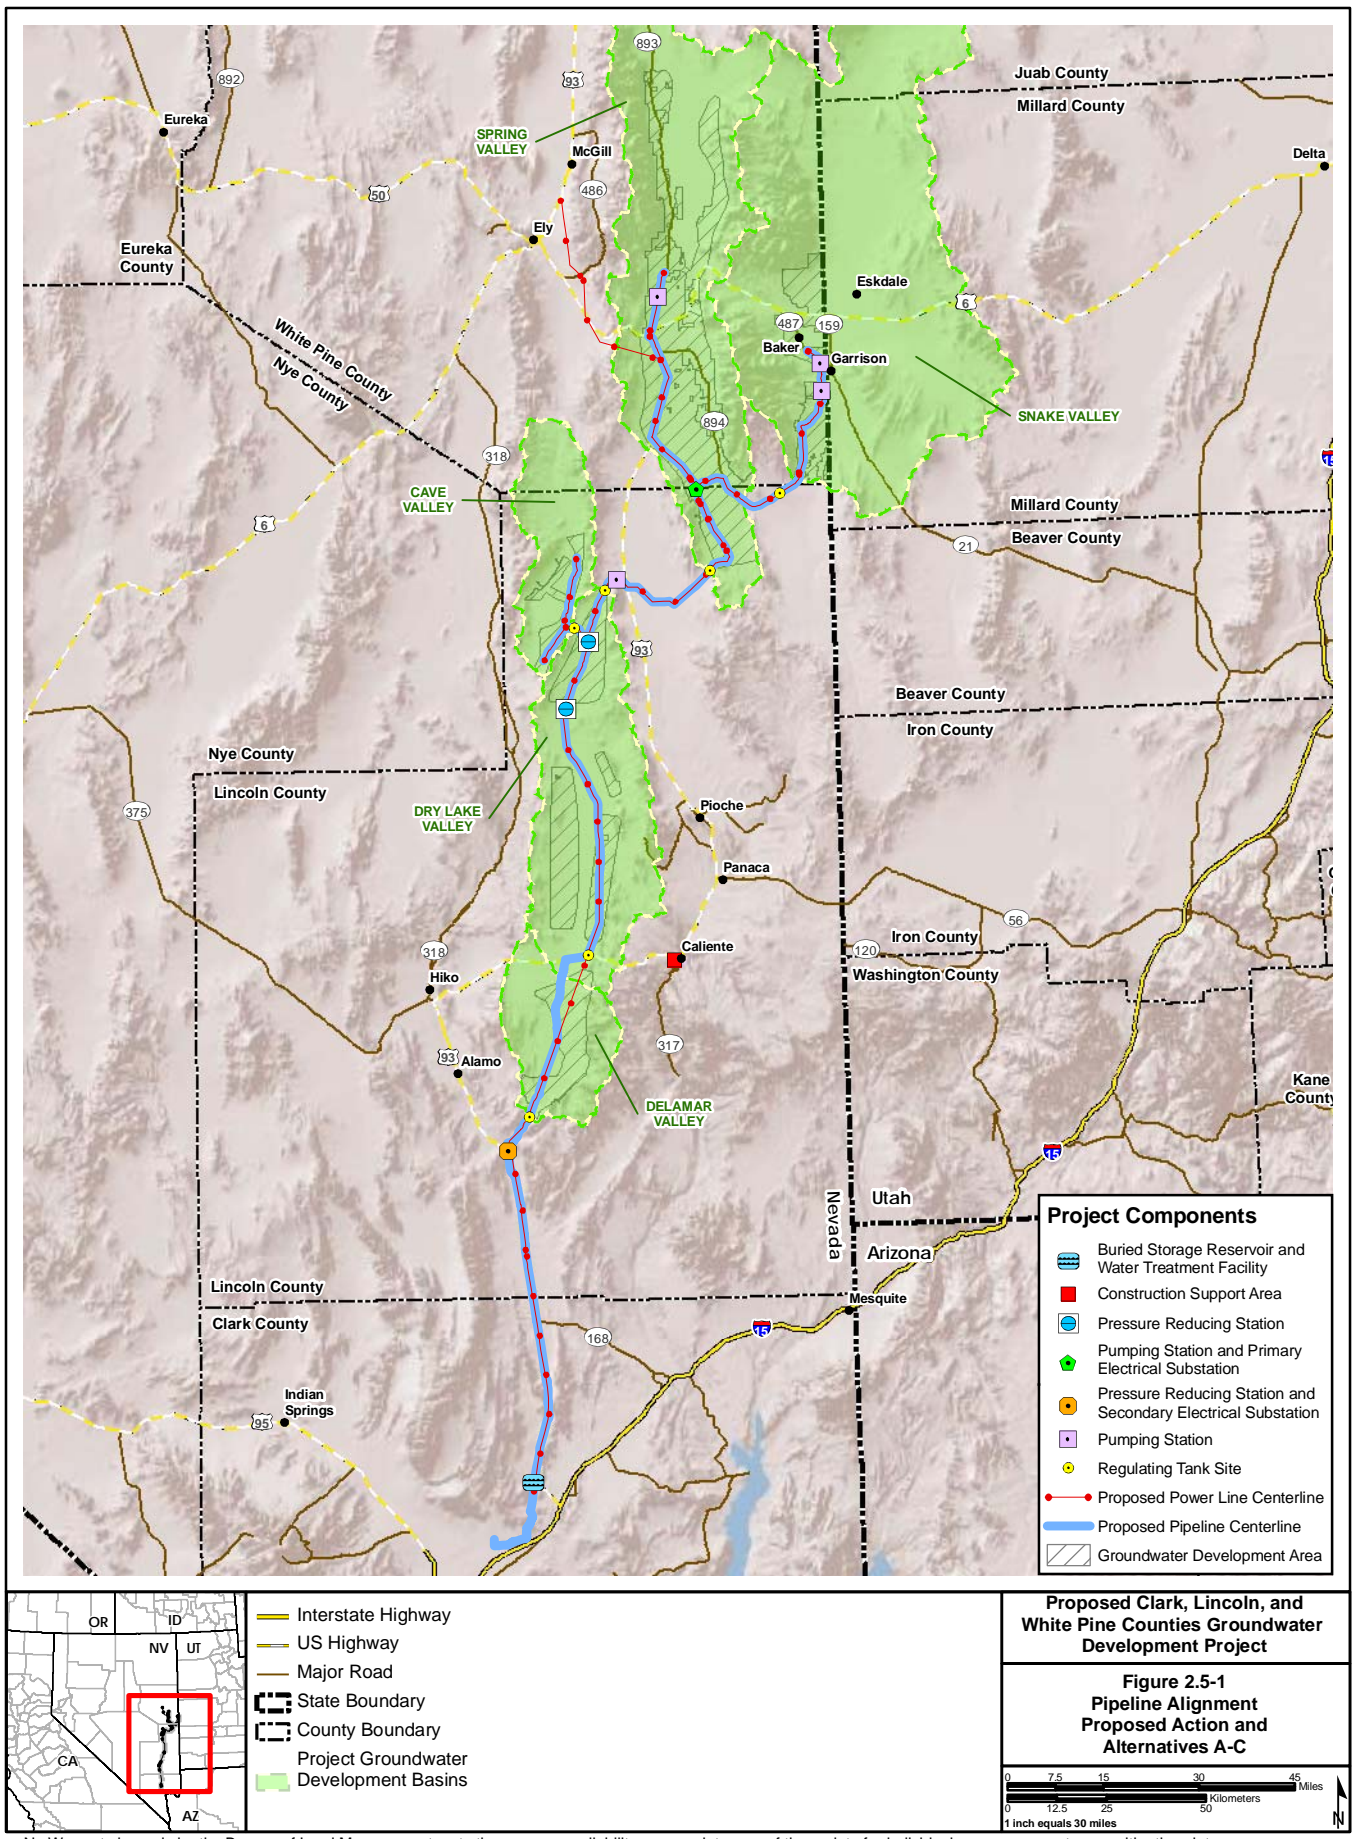 893
892
93
Juab County
Millard County
Eureka
SPRING
VALLEY
McGill
Delta
486
50
Ely
Eureka
County
Eskdale
6
White Pine County
Nye County
487
159
Baker
Garrison
SNAKE VALLEY
894
318
CAVE
VALLEY
15
6
Millard County
Beaver County
21
93
Beaver County
Iron County
Nye County
Lincoln County
375
DRY LAKE
VALLEY
Pioche
Panaca
56
Iron County
120
Washington County
318
Caliente
Hiko
317
93
Alamo
Kane
County
DELAMAR
VALLEY
15
Nevada
Utah
Arizona
Lincoln County
Clark County
Mesquite
15
168
Indian
Springs
95
Project Components
Buried Storage Reservoir and
Water Treatment Facility
Construction Support Area
Pressure Reducing Station
Pumping Station and Primary
Electrical Substation
Pressure Reducing Station and
Secondary Electrical Substation
Pumping Station
Regulating Tank Site
Proposed Power Line Centerline
Proposed Pipeline Centerline
Groundwater Development Area
OR
ID
NV
UT
CA
AZ
Interstate Highway
US Highway
Major Road
State Boundary
County Boundary
Project Groundwater
Development Basins
Proposed Clark, Lincoln, and
White Pine Counties Groundwater
Development Project
Figure 2.5-1
Pipeline Alignment
Proposed Action and
Alternatives A-C
0 7.5 15 30 45 Miles
Kilometers
0 12.5 25 50
1 inch equals 30 miles
N